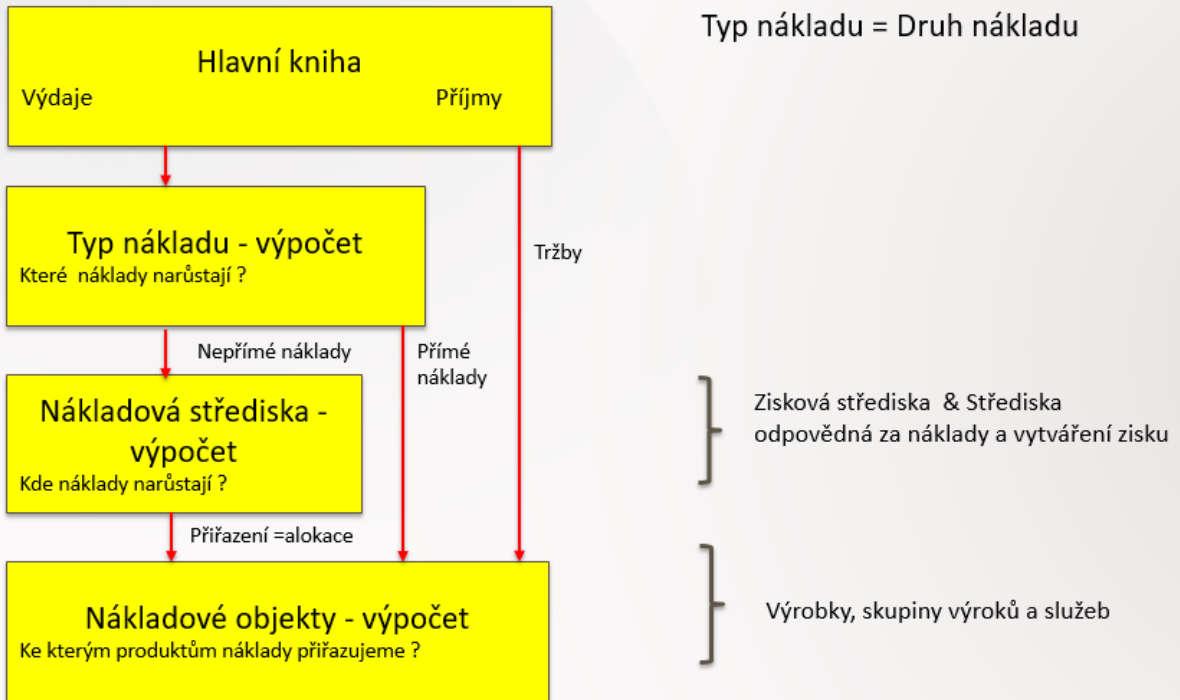 Typ nákladu = Druh nákladu
Hlavní kniha
Výdaje
Příjmy
Typ nákladu - výpočet
Které náklady narůstají ?
Tržby
Nepřímé náklady
Přímé
náklady
Nákladová střediska -
výpočet
Kde náklady narůstají ?
Zisková střediska & Střediska
odpovědná za náklady a vytváření zisku
Přiřazení =alokace
Nákladové objekty - výpočet
Ke kterým produktům náklady přiřazujeme ?
Výrobky, skupiny výroků a služeb